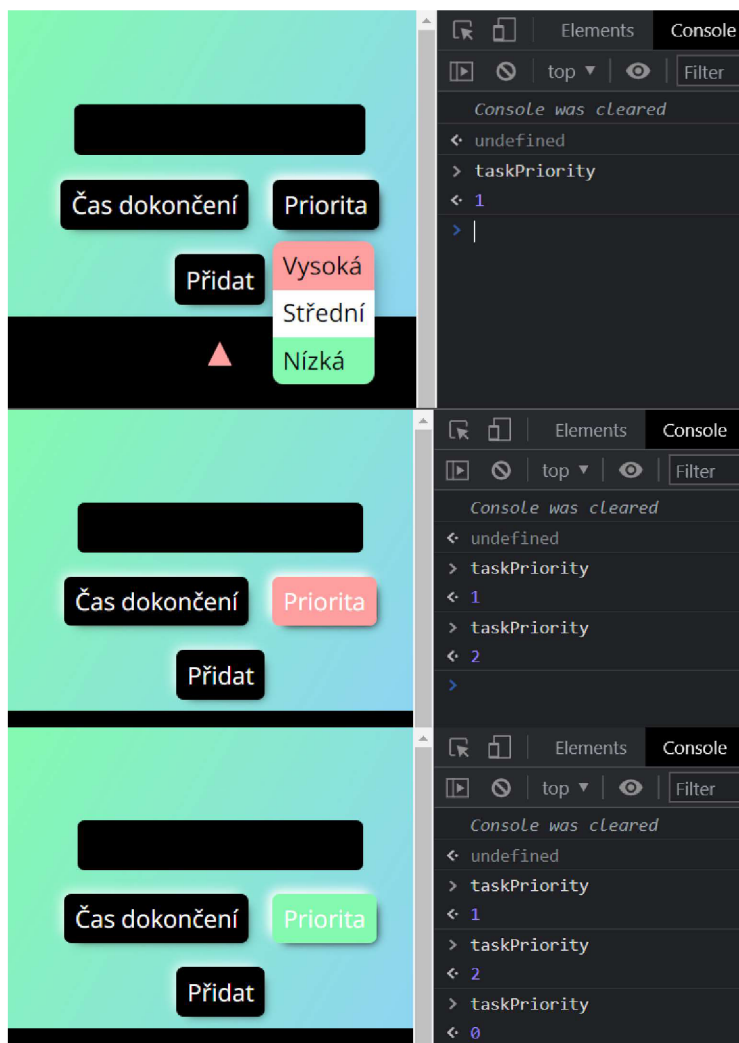 Elements Console
top ▼ Filter
Console was cleared
undefined
Čas dokončení Priorita
> taskPriority
1
>
Přidat
Vysoká
Střední
Nízká
Elements Console
top ▼ Filter
Console was cleared
undefined
> taskPriority
1
Čas dokončení Priorita
> taskPriority
2
Přidat
>
Elements Console
top ▼ Filter
Console was cleared
undefined
> taskPriority
1
Čas dokončení Priorita
> taskPriority
2
Přidat
> taskPriority
0